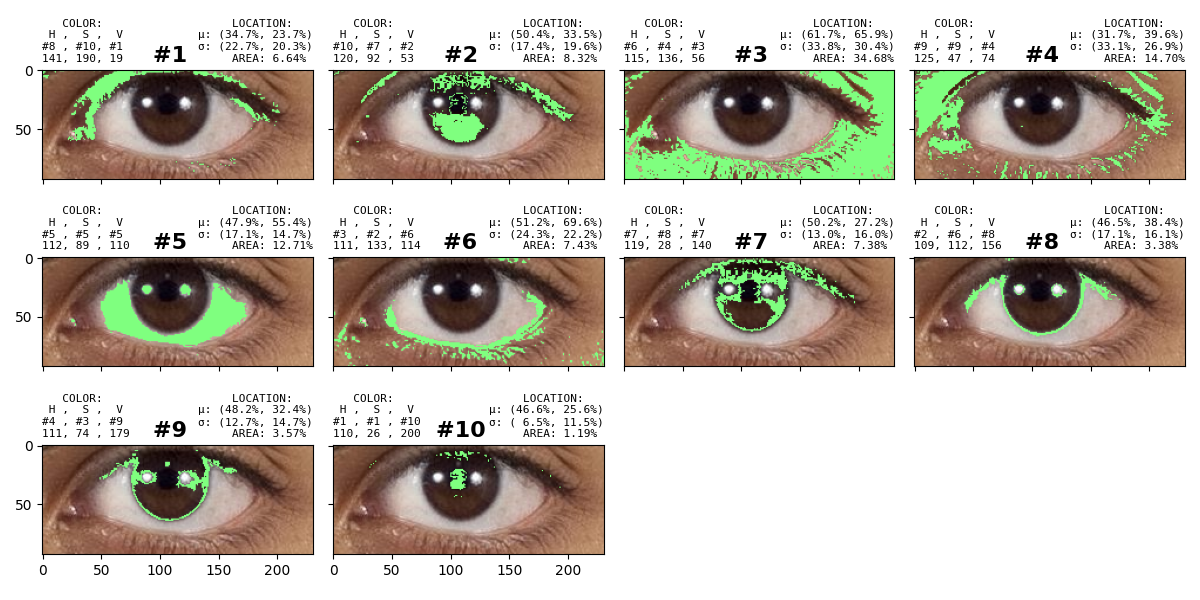 COLOR: LOCATION:
H , S , V μ: (34.7%, 23.7%)
#8 , #10, #1 σ: (22.7%, 20.3%)
141, 190, 19 #1 AREA: 6.64%
COLOR: LOCATION:
H , S , V μ: (50.4%, 33.5%)
#10, #7 , #2 σ: (17.4%, 19.6%)
120, 92 , 53 #2 AREA: 8.32%
COLOR: LOCATION:
H , S , V μ: (61.7%, 65.9%)
#6 , #4 , #3 σ: (33.8%, 30.4%)
115, 136, 56 #3 AREA: 34.68%
COLOR: LOCATION:
H , S , V μ: (31.7%, 39.6%)
#9 , #9 , #4 σ: (33.1%, 26.9%)
125, 47 , 74 #4 AREA: 14.70%
0
50
COLOR: LOCATION:
H , S , V μ: (47.9%, 55.4%)
#5 , #5 , #5 σ: (17.1%, 14.7%)
112, 89 , 110 #5 AREA: 12.71%
COLOR: LOCATION:
H , S , V μ: (51.2%, 69.6%)
#3 , #2 , #6 σ: (24.3%, 22.2%)
111, 133, 114 #6 AREA: 7.43%
COLOR: LOCATION:
H , S , V μ: (50.2%, 27.2%)
#7 , #8 , #7 σ: (13.0%, 16.0%)
119, 28 , 140 #7 AREA: 7.38%
COLOR: LOCATION:
H , S , V μ: (46.5%, 38.4%)
#2 , #6 , #8 σ: (17.1%, 16.1%)
109, 112, 156 #8 AREA: 3.38%
0
50
COLOR: LOCATION:
H , S , V μ: (48.2%, 32.4%)
#4 , #3 , #9 σ: (12.7%, 14.7%)
111, 74 , 179 #9 AREA: 3.57%
COLOR: LOCATION:
H , S , V μ: (46.6%, 25.6%)
#1 , #1 , #10 σ: ( 6.5%, 11.5%)
110, 26 , 200 #10 AREA: 1.19%
0
50
0 50 100 150 200
0 50 100 150 200